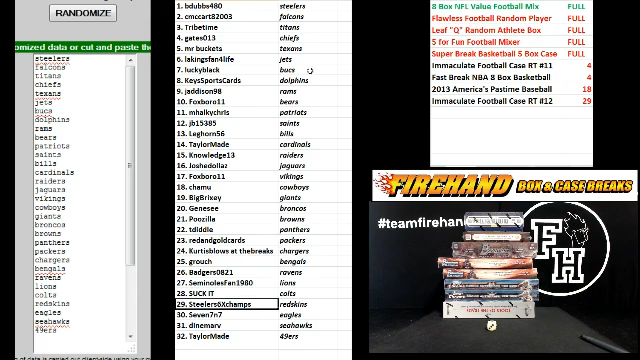 RANDOMIZE
omized data or cut and paste the
steelers
falcons
titans
chiefs
texans
jets
bucs
dolphins
rams
bears
patriots
saints
bills
cardinals
raiders
jaguars
vikings
cowboys
giants
broncos
browns
panthers
packers
chargers
bengals
ravens
lions
colts
redskins
eagles
seahawks
49ers
1. bdubbs480 steelers
2. cmccart82003 falcons
3. Tribetime titans
4. gates013 chiefs
5. mr buckets texans
6. lakingsfan4life jets
7. luckyblack bucs
8. KeysSportsCards dolphins
9. jaddison98 rams
10. Foxboro11 bears
11. mhalkychris patriots
12. jb15385 saints
13. Leghorn56 bills
14. TaylorMade cardinals
15. Knowledge13 raiders
16. Joshedollaz jaguars
17. Foxboro11 vikings
18. chamu cowboys
19. BigBrixey giants
20. Genesee broncos
21. Poozilla browns
22. tdiddle panthers
23. redandgoldcards packers
24. Kurtisblows at thebreaks chargers
25. grouch bengals
26. Badgers0821 ravens
27. SeminolesFan1980 lions
28. SUCK IT colts
29. Steelers6Xchamps redskins
30. Seven7n7 eagles
31. dinemarv seahawks
32. TaylorMade 49ers
8 Box NFL Value Football Mix FULL
Flawless Football Random Player FULL
Leaf "Q" Random Athlete Box FULL
5 for Fun Football Mixer FULL
Super Break Basketball 5 Box Case FULL
Immaculate Football Case RT #11 4
Fast Break NBA 8 Box Basketball 4
2013 America's Pastime Baseball 18
Immaculate Football Case RT #12 29
FIREHAND BOX & CASE BREAKS
#teamfirehan
F
H